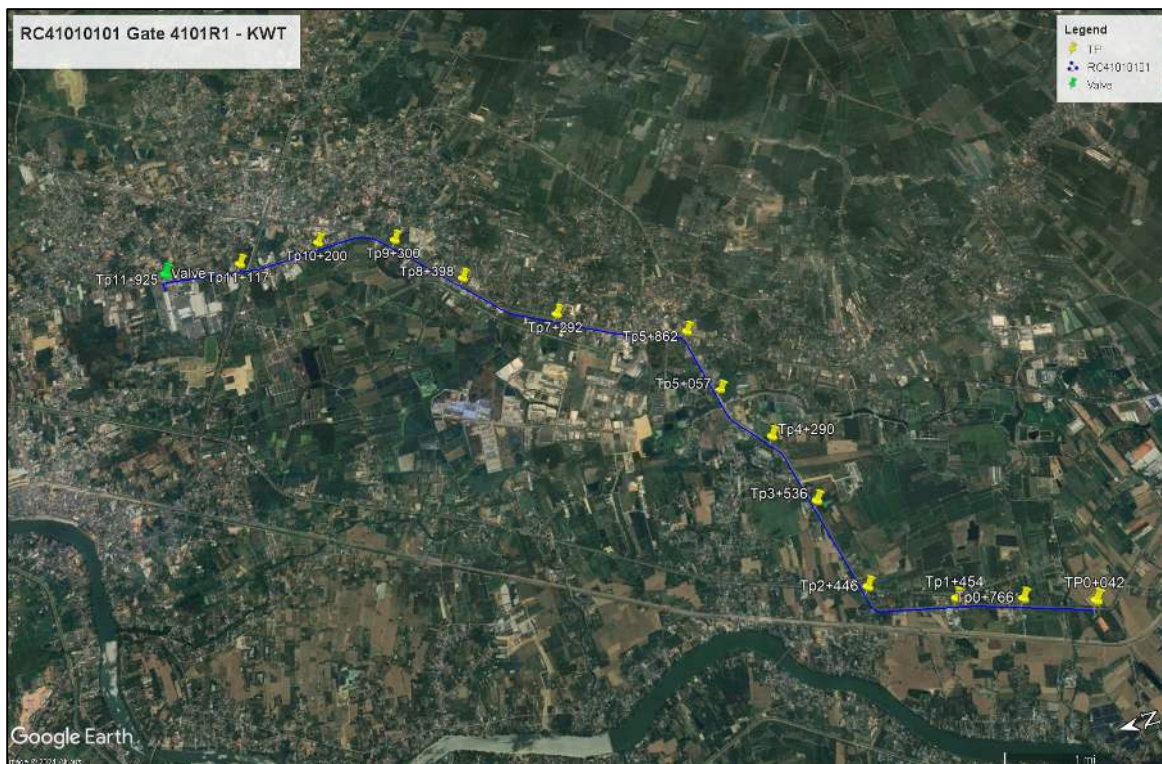 RC41010101 Gate 4101R1 - KWT
Legend
TP
RC41010101
Valve
Tp10+200
Tp9+300
Tp8+398
Tp11+925
Valve
Tp11+117
Tp7+292
Tp5+862
Tp5+057
Tp4+290
Tp3+536
Tp2+446
Tp1+454
Tp0+766
TP0+042
N
Google Earth
1 mi